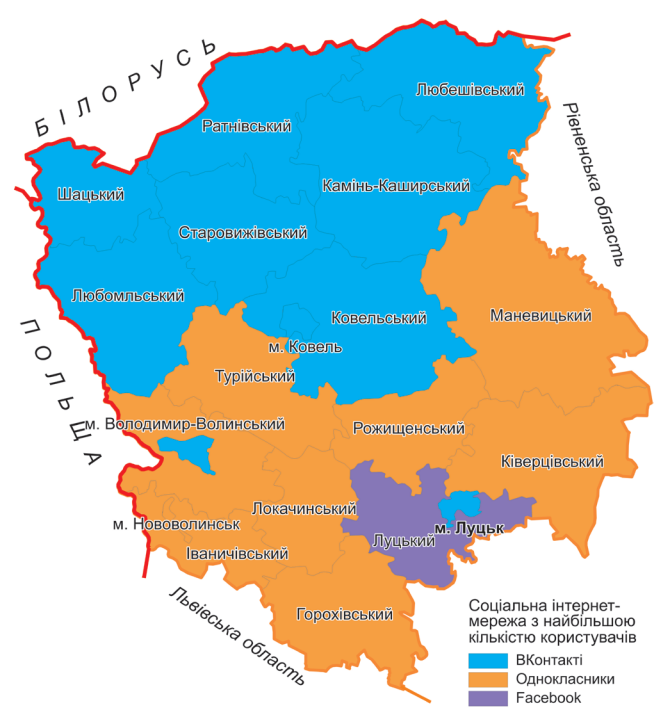 БІЛОРУСЬ
Любешівський
Ратнівський
Рівненська область
Камінь-Каширський
Шацький
Старовижівський
Любомльський
Маневицький
Ковельський
ПОЛЬЩА
м. Ковель
Турійський
м. Володимир-Волинський
Рожищенський
Ківерцівський
Локачинський
м. Нововолинськ
м. Луцьк
Луцький
Іваничівський
Львівська область
Горохівський
Соціальна інтернет-
мережа з найбільшою
кількістю користувачів
ВКонтакті
Однокласники
Facebook